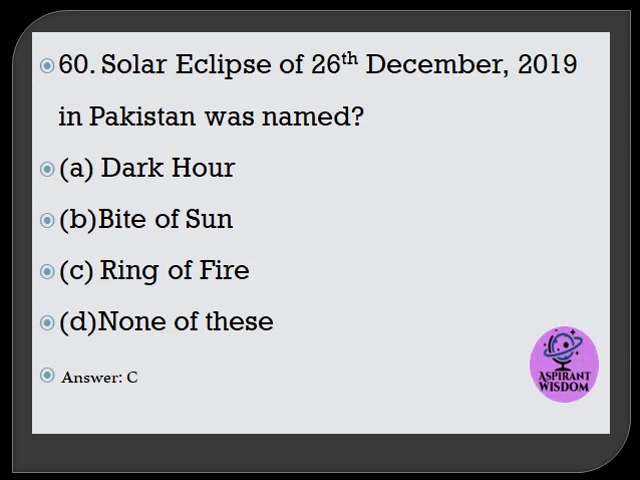 60. Solar Eclipse of 26th December, 2019
in Pakistan was named?
(a) Dark Hour
(b)Bite of Sun
(c) Ring of Fire
(d)None of these
Answer: C
ASPIRANT
WISDOM